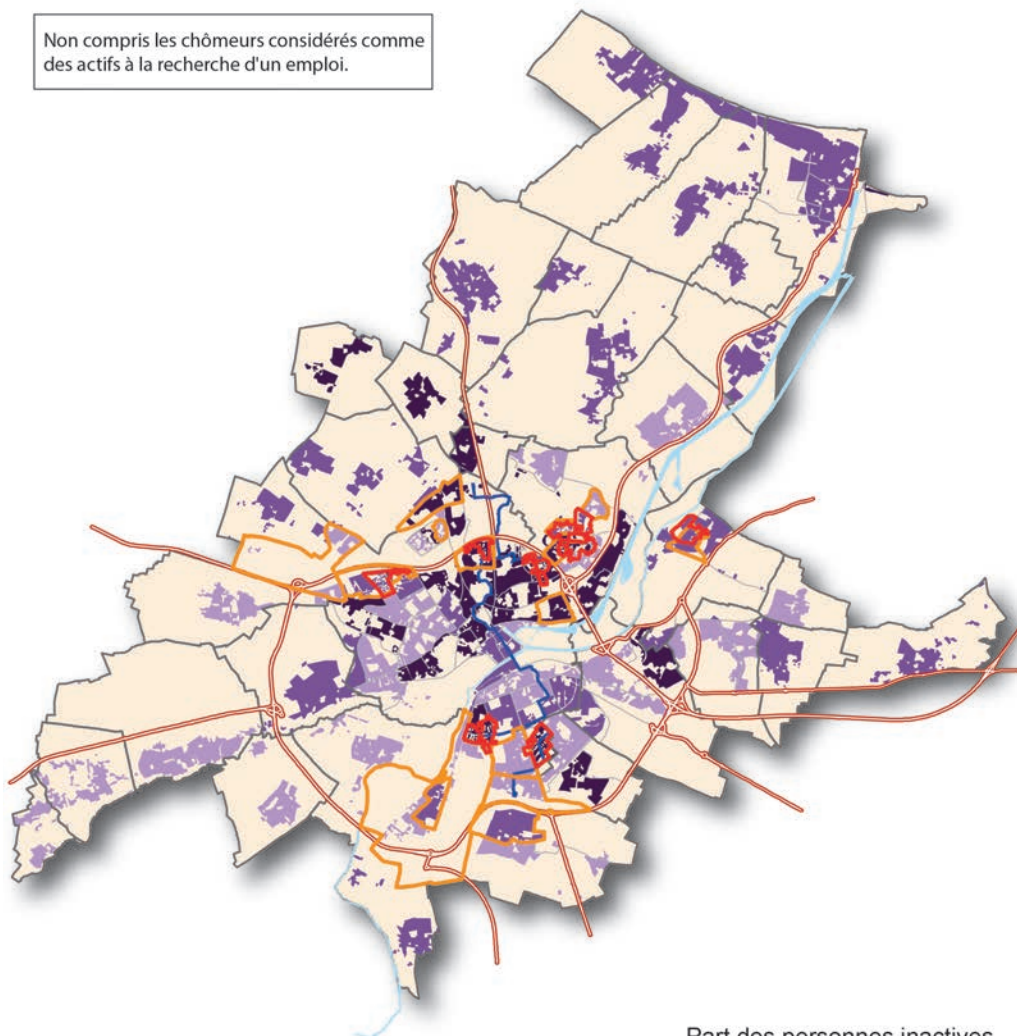 Non compris les chômeurs considérés comme
des actifs à la recherche d'un emploi.
Part des personnes inactives